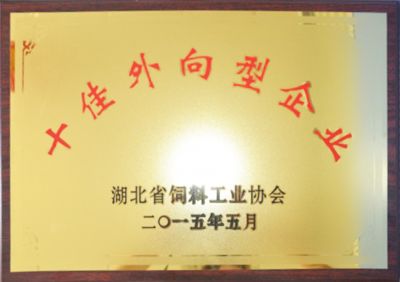 十佳外向型企业
湖北省饲料工业协会
二〇一五年五月